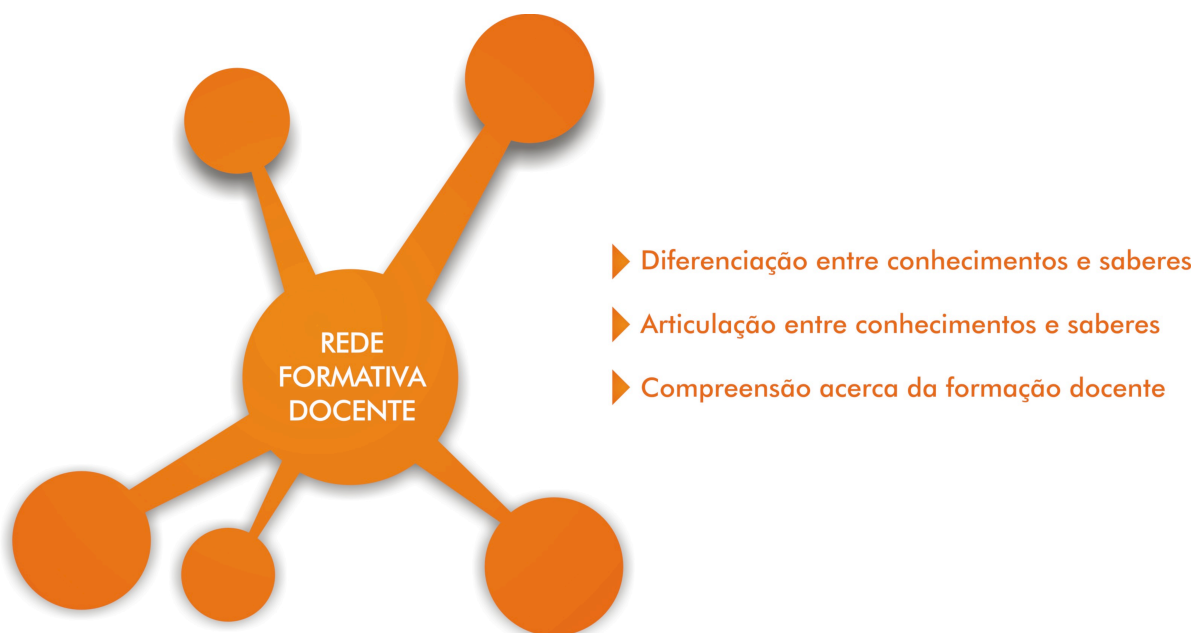 REDE
FORMATIVA
DOCENTE
Diferenciação entre conhecimentos e saberes
Articulação entre conhecimentos e saberes
Compreensão acerca da formação docente